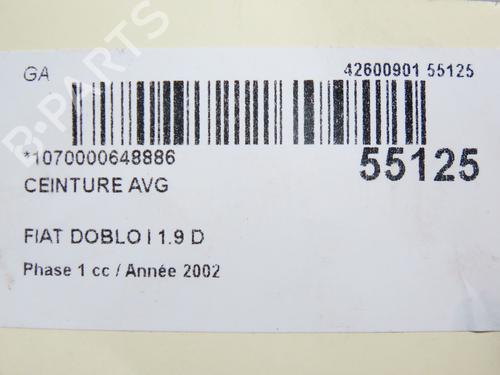 GA 42600901 55125
*1070000648886 55125
CEINTURE AVG
FIAT DOBLO I 1.9 D
Phase 1 cc / Année 2002
B-PARTS